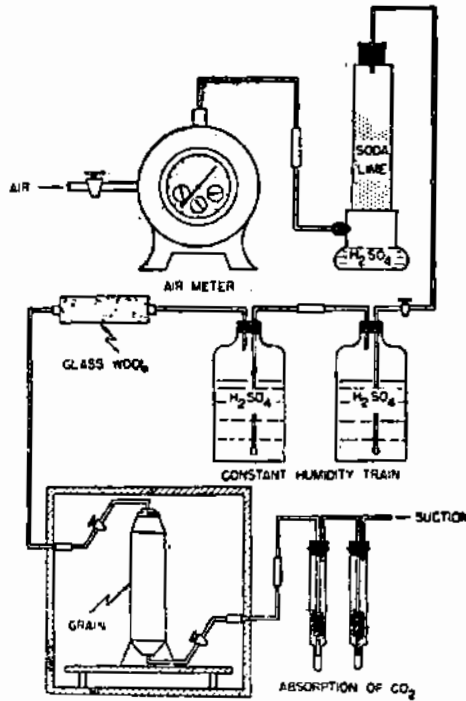 SODA
LIME
AIR
H2SO4
AIR METER
GLASS WOOL
H2SO4
H2SO4
CONSTANT HUMIDITY TRAIN
SUCTION
GRAIN
ABSORPTION OF CO2